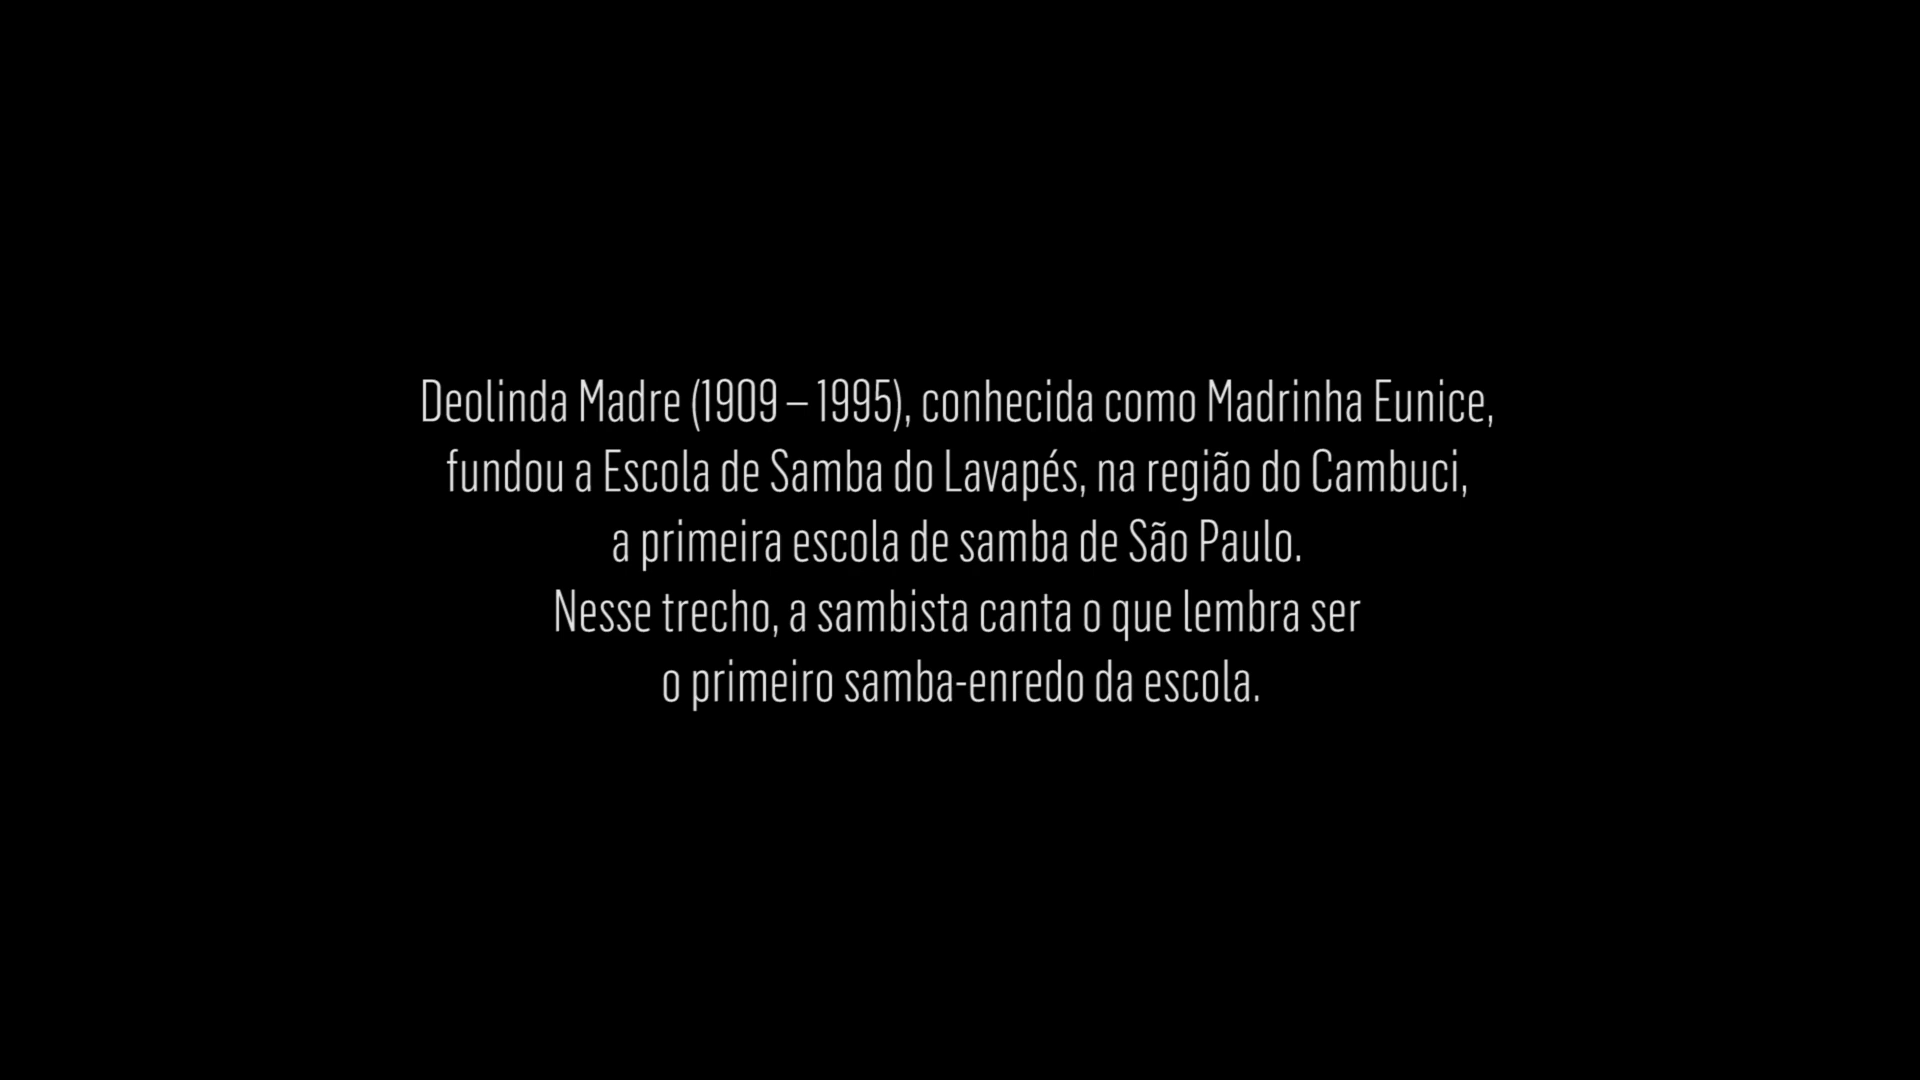 Deolinda Madre (1909 – 1995), conhecida como Madrinha Eunice,
fundou a Escola de Samba do Lavapés, na região do Cambuci,
a primeira escola de samba de São Paulo.
Nesse trecho, a sambista canta o que lembra ser
o primeiro samba-enredo da escola.